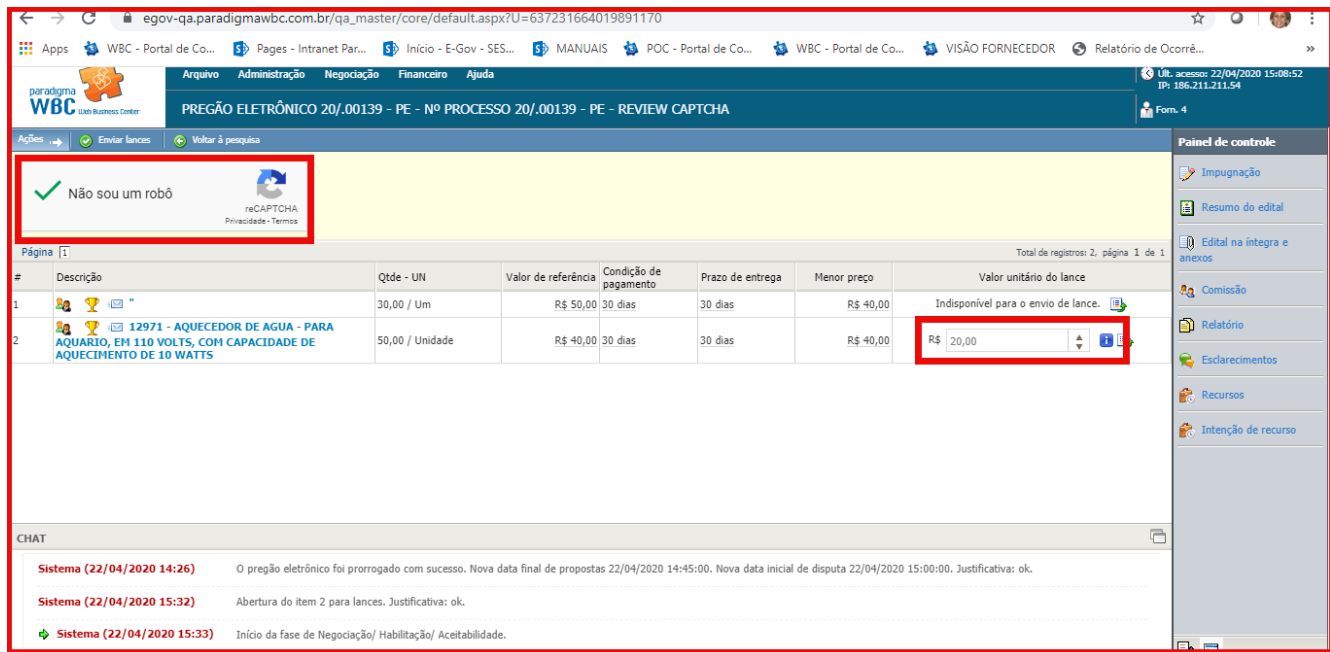 egov-qa.paradigmawbc.com.br/qa_master/core/default.aspx?U=637231664019891170
Apps WBC - Portal de Co... Pages - Intranet Par... Início - E-Gov - SES... MANUAIS POC - Portal de Co... WBC - Portal de Co... VISÃO FORNECEDOR Relatório de Ocorrê... »
paradigma
WBC Web Business Center
Arquivo Administração Negociação Financeiro Ajuda
Últ. acesso: 22/04/2020 15:08:52
IP: 186.211.211.54
PREGÃO ELETRÔNICO 20/.00139 - PE - Nº PROCESSO 20/.00139 - PE - REVIEW CAPTCHA
Forn. 4
Ações Enviar lances Voltar à pesquisa
Painel de controle
Não sou um robô
reCAPTCHA
Privacidade - Termos
Impugnação
Resumo do edital
Edital na íntegra e
anexos
Comissão
Relatório
Esclarecimentos
Recursos
Intenção de recurso
Página 1 Total de registros: 2, página 1 de 1
# Descrição Qtde - UN Valor de referência Condição de pagamento Prazo de entrega Menor preço Valor unitário do lance
1 " 30,00 / Um R$ 50,00 30 dias 30 dias R$ 40,00 Indisponível para o envio de lance.
2 12971 - AQUECEDOR DE AGUA - PARA
AQUARIO, EM 110 VOLTS, COM CAPACIDADE DE
AQUECIMENTO DE 10 WATTS
50,00 / Unidade R$ 40,00 30 dias 30 dias R$ 40,00 R$ 20,00
CHAT
Sistema (22/04/2020 14:26) O pregão eletrônico foi prorrogado com sucesso. Nova data final de propostas 22/04/2020 14:45:00. Nova data inicial de disputa 22/04/2020 15:00:00. Justificativa: ok.
Sistema (22/04/2020 15:32) Abertura do item 2 para lances. Justificativa: ok.
Sistema (22/04/2020 15:33) Início da fase de Negociação/ Habilitação/ Aceitabilidade.